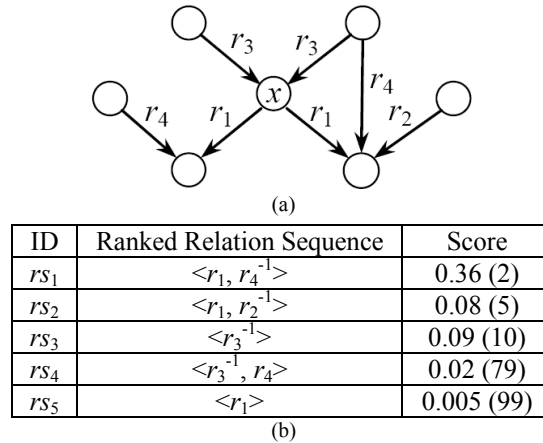 r3 r3
x r4
r4 r1 r1 r2
(a)
ID Ranked Relation Sequence Score
rs1 <r1, r4-1> 0.36 (2)
rs2 <r1, r2-1> 0.08 (5)
rs3 <r3-1> 0.09 (10)
rs4 <r3-1, r4> 0.02 (79)
rs5 <r1> 0.005 (99)
(b)